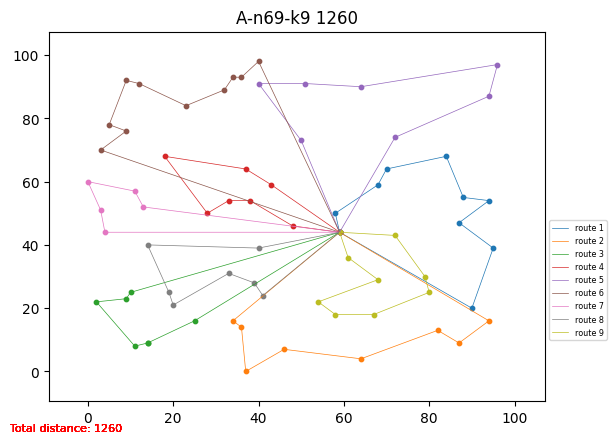 A-n69-k9 1260
100
80
60
40
20
0
0 20 40 60 80 100
route 1
route 2
route 3
route 4
route 5
route 6
route 7
route 8
route 9
Total distance: 1260